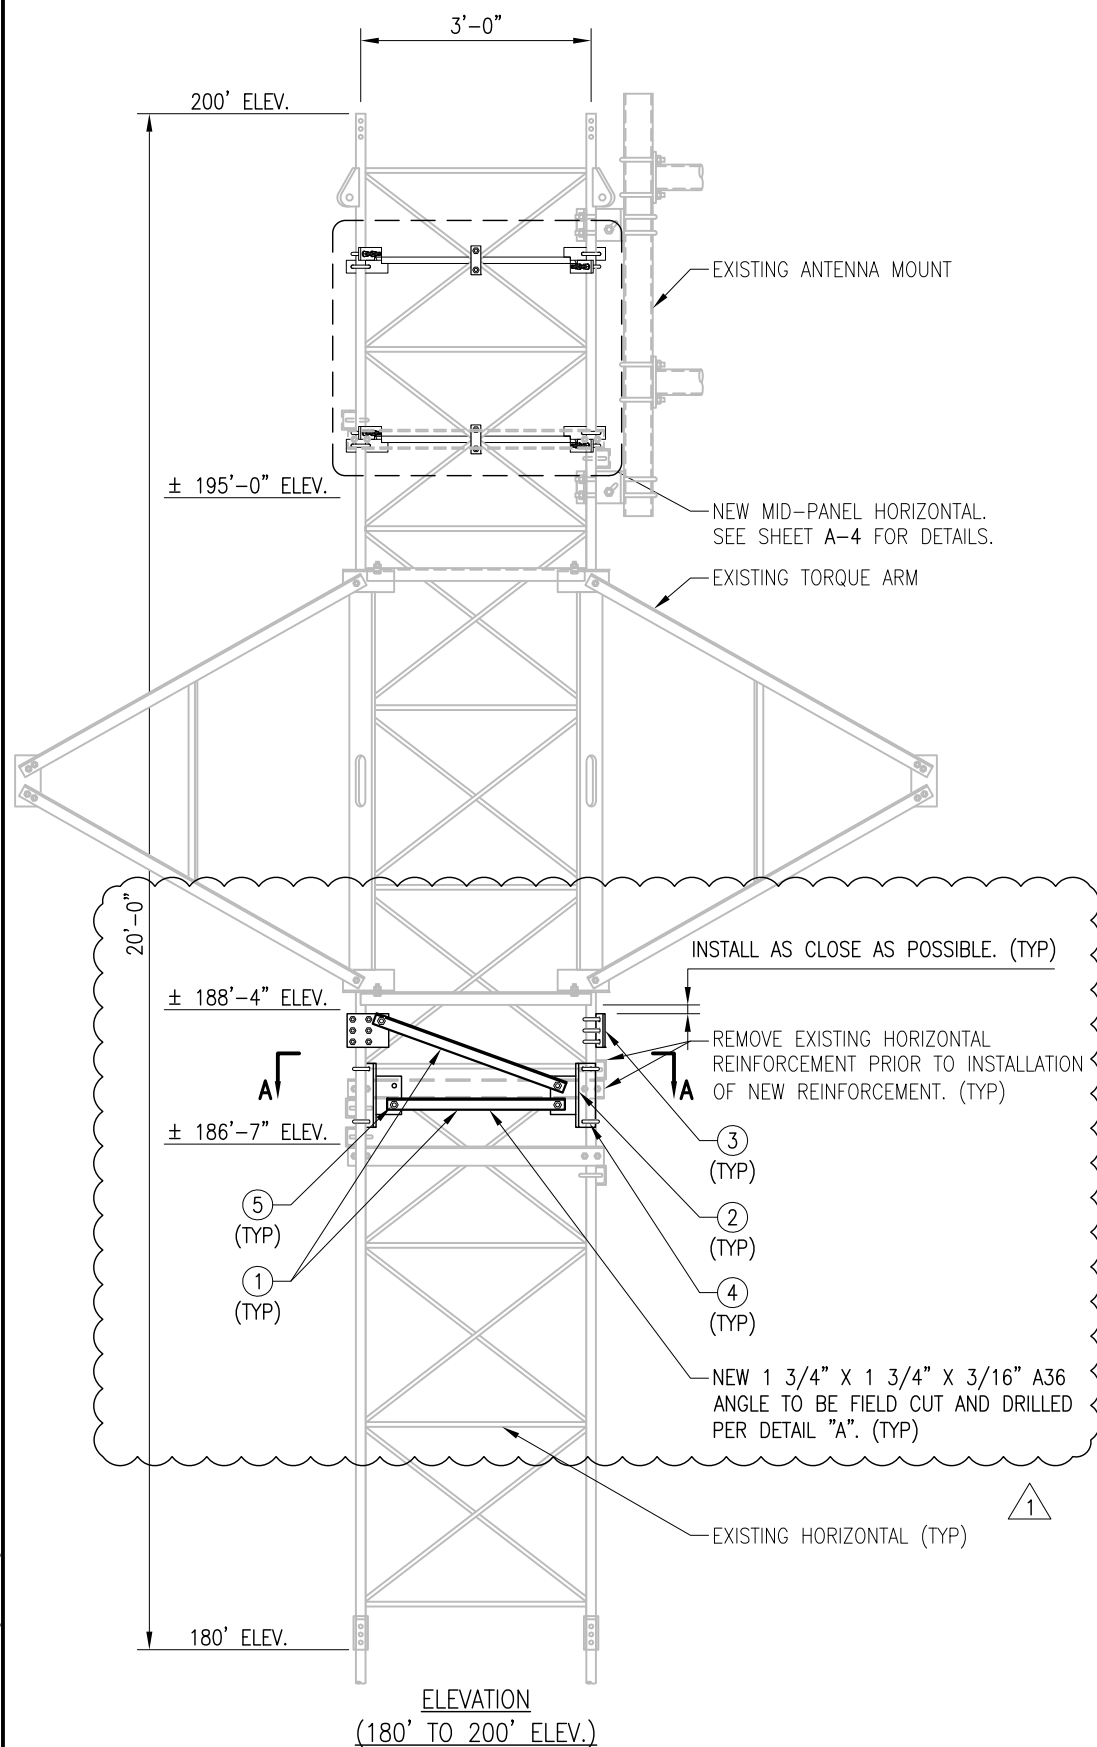 3'-0"
200' ELEV.
EXISTING ANTENNA MOUNT
± 195'-0" ELEV.
NEW MID-PANEL HORIZONTAL.
SEE SHEET A-4 FOR DETAILS.
EXISTING TORQUE ARM
20'-0"
INSTALL AS CLOSE AS POSSIBLE. (TYP)
± 188'-4" ELEV.
REMOVE EXISTING HORIZONTAL
REINFORCEMENT PRIOR TO INSTALLATION
OF NEW REINFORCEMENT. (TYP)
A
A
± 186'-7" ELEV.
3
(TYP)
5
(TYP)
2
(TYP)
1
(TYP)
4
(TYP)
NEW 1 3/4" X 1 3/4" X 3/16" A36
ANGLE TO BE FIELD CUT AND DRILLED
PER DETAIL "A". (TYP)
1
EXISTING HORIZONTAL (TYP)
180' ELEV.
ELEVATION
(180' TO 200' ELEV.)